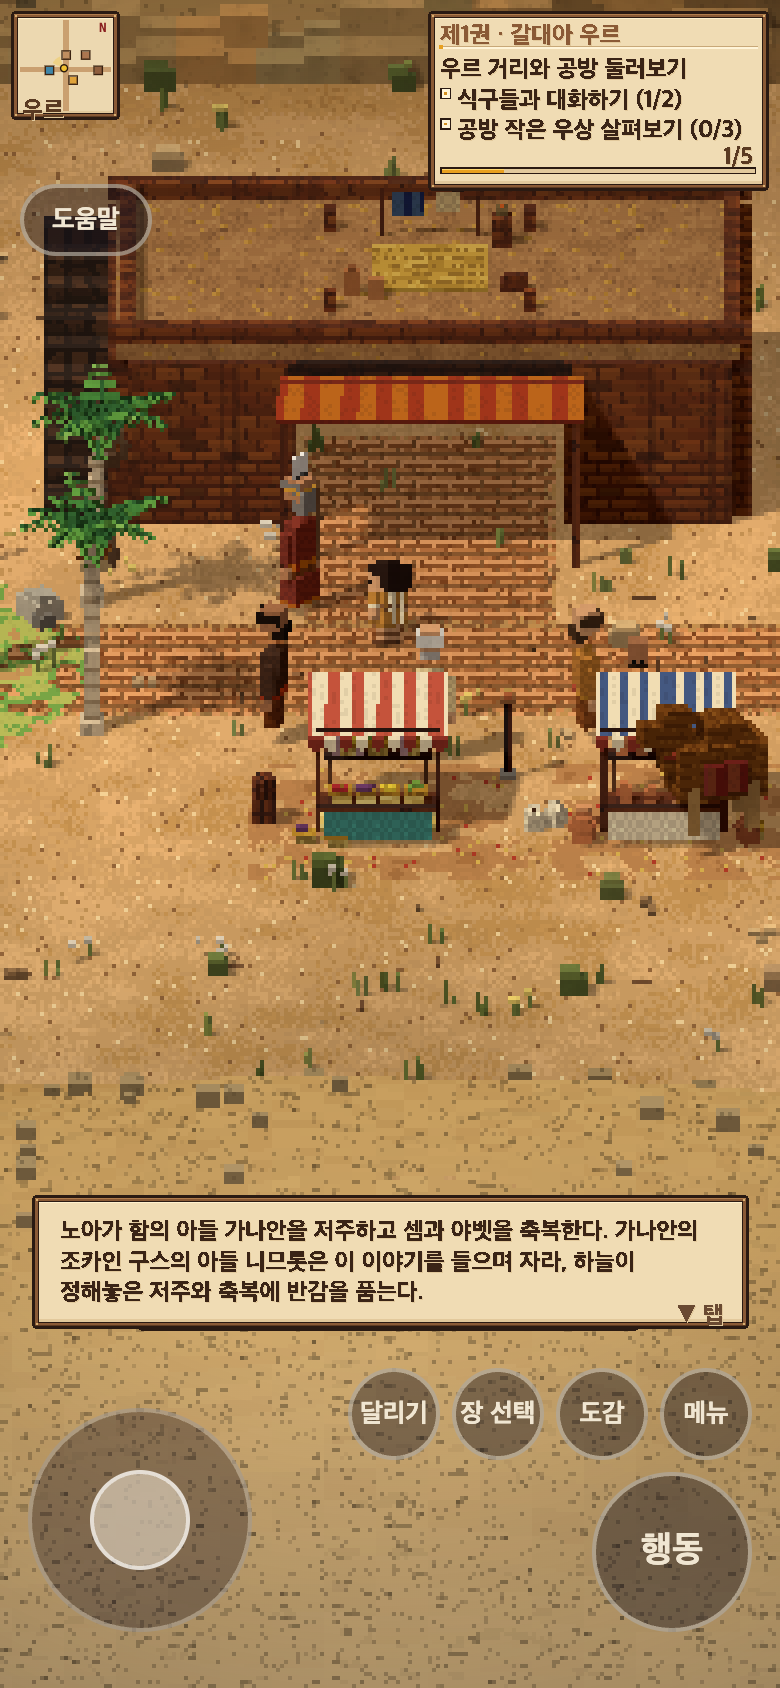 N
우르
제1권 · 갈대아 우르
우르 거리와 공방 둘러보기
식구들과 대화하기 (1/2)
공방 작은 우상 살펴보기 (0/3)
1/5
도움말
노아가 함의 아들 가나안을 저주하고 셈과 야벳을 축복한다. 가나안의
조카인 구스의 아들 니므롯은 이 이야기를 들으며 자라, 하늘이
정해놓은 저주와 축복에 반감을 품는다.
▼ 탭
달리기
장 선택
도감
메뉴
행동